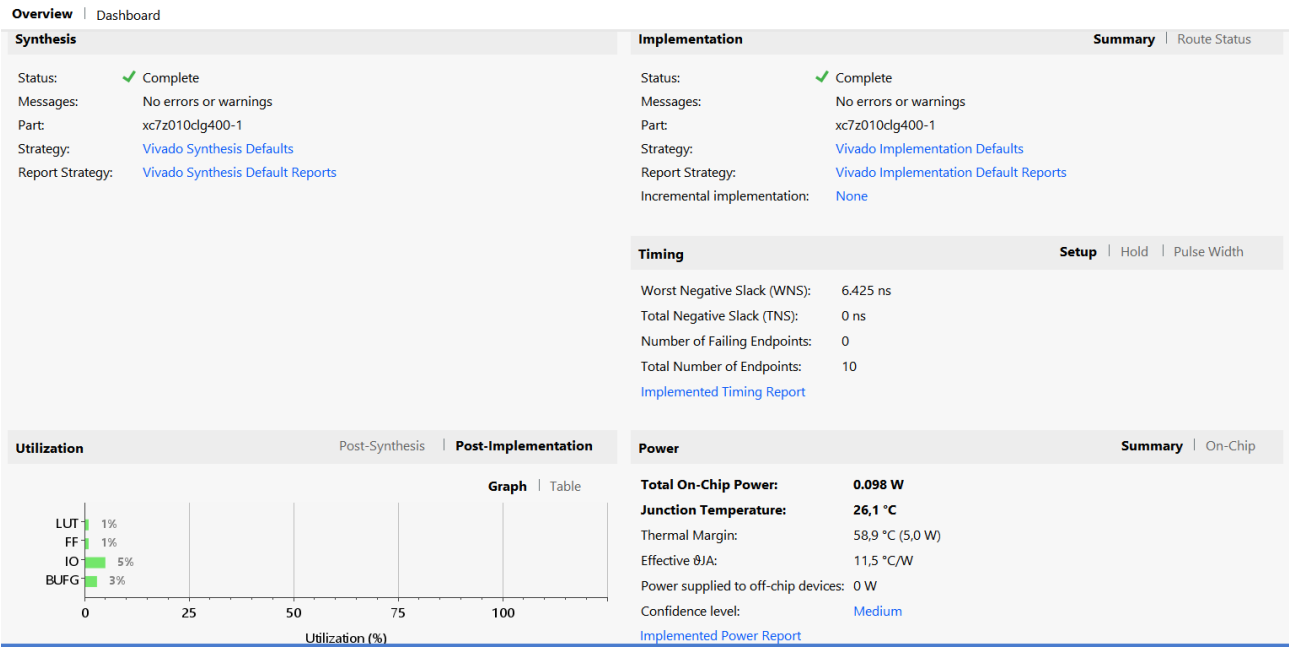 Overview | Dashboard
Synthesis
Status: Complete
Messages: No errors or warnings
Part: xc7z010clg400-1
Strategy: Vivado Synthesis Defaults
Report Strategy: Vivado Synthesis Default Reports
Implementation Summary | Route Status
Status: Complete
Messages: No errors or warnings
Part: xc7z010clg400-1
Strategy: Vivado Implementation Defaults
Report Strategy: Vivado Implementation Default Reports
Incremental implementation: None
Timing Setup | Hold | Pulse Width
Worst Negative Slack (WNS): 6.425 ns
Total Negative Slack (TNS): 0 ns
Number of Failing Endpoints: 0
Total Number of Endpoints: 10
Implemented Timing Report
Utilization Post-Synthesis | Post-Implementation
Graph | Table
LUT 1%
FF 1%
IO 5%
BUFG 3%
0 25 50 75 100
Utilization (%)
Power Summary | On-Chip
Total On-Chip Power: 0.098 W
Junction Temperature: 26,1 °C
Thermal Margin: 58,9 °C (5,0 W)
Effective ϑJA: 11,5 °C/W
Power supplied to off-chip devices: 0 W
Confidence level: Medium
Implemented Power Report